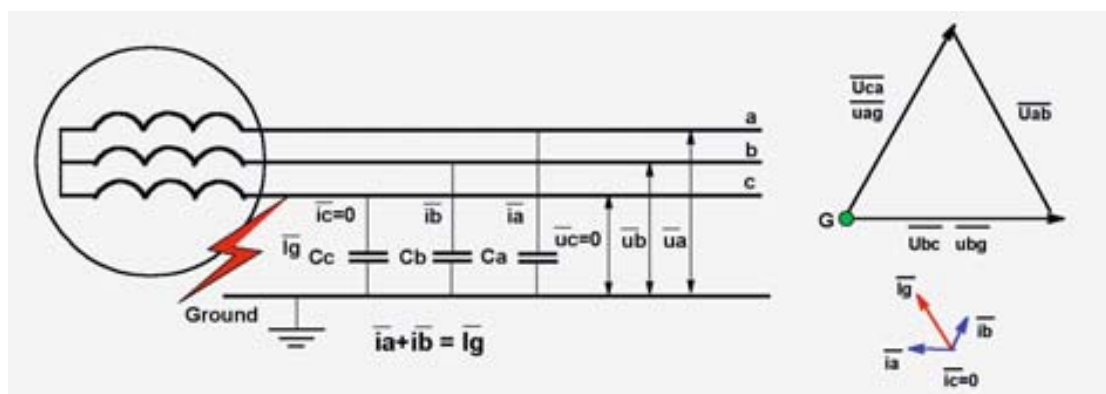 a
b
c
ic=0
ib
ia
Ig
Cc
Cb
Ca
uc=0
ub
ua
Ground
ia+ib = Ig
Uca
uag
Uab
G
Ubc ubg
Ig
ib
ia
ic=0